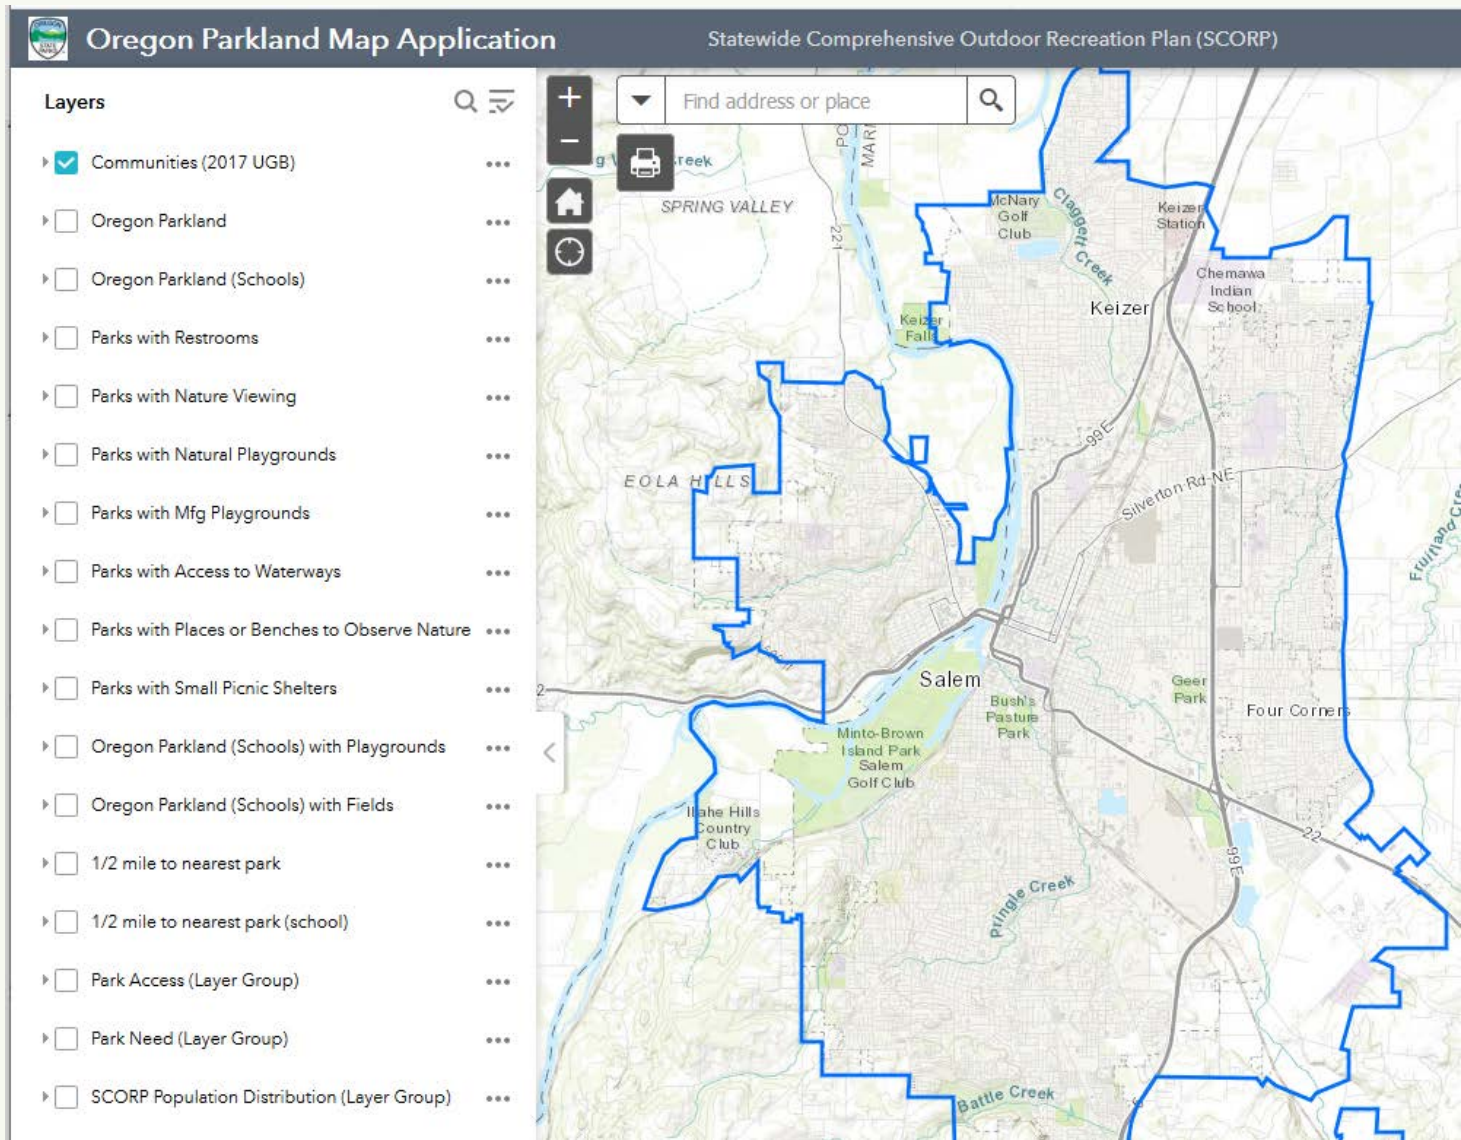 Oregon Parkland Map Application
Statewide Comprehensive Outdoor Recreation Plan (SCORP)
Layers
Communities (2017 UGB)
Oregon Parkland
Oregon Parkland (Schools)
Parks with Restrooms
Parks with Nature Viewing
Parks with Natural Playgrounds
Parks with Mfg Playgrounds
Parks with Access to Waterways
Parks with Places or Benches to Observe Nature
Parks with Small Picnic Shelters
Oregon Parkland (Schools) with Playgrounds
Oregon Parkland (Schools) with Fields
1/2 mile to nearest park
1/2 mile to nearest park (school)
Park Access (Layer Group)
Park Need (Layer Group)
SCORP Population Distribution (Layer Group)
Find address or place
SPRING VALLEY
221
McNary
Golf
Club
Claggett Creek
Keizer
Station
Chemawa
Indian
School
Keizer
Keizer
EOLA HILLS
99E
Silverton Rd NE
Salem
Bush's
Pasture
Park
Geer
Park
Four Corners
Minto-Brown
Island Park
Salem
Golf Club
Illahe Hills
Country
Club
22
99E
Pringle Creek
Battle Creek